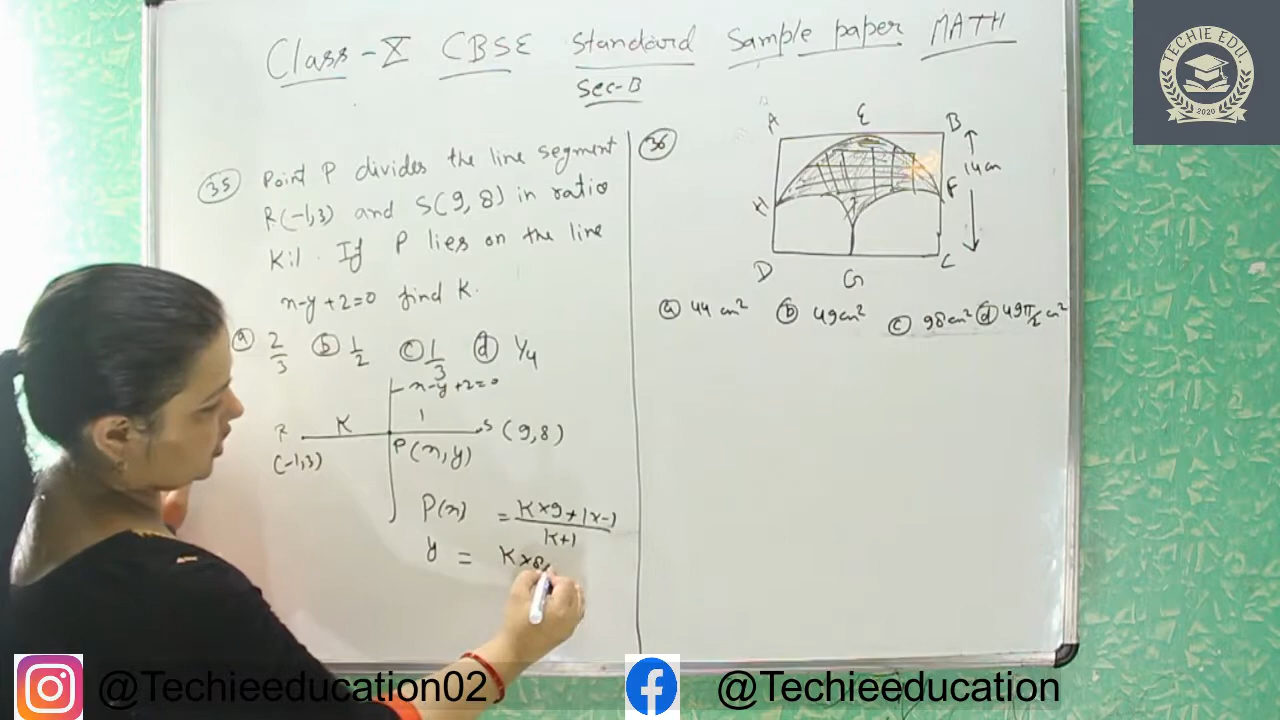 Class-X CBSE Standard Sample paper MATH
Sec-B
TECHIE EDU.
2020
35 Point P divides the line segment
R(-1,3) and S(9,8) in ratio
K:1. If P lies on the line
x-y+2=0 find K.
a 2/3 b 1/2 c 1/3 d 1/4
x-y+2=0
R K 1 S (9,8)
(-1,3) P(x,y)
P(x) = K×9+1×-1/K+1
y = K×8
36
A E B
14cm
H F
D G C
a 44 cm² b 49cm² c 98cm² d 49π/2 cm²
@Techieeducation02 @Techieeducation